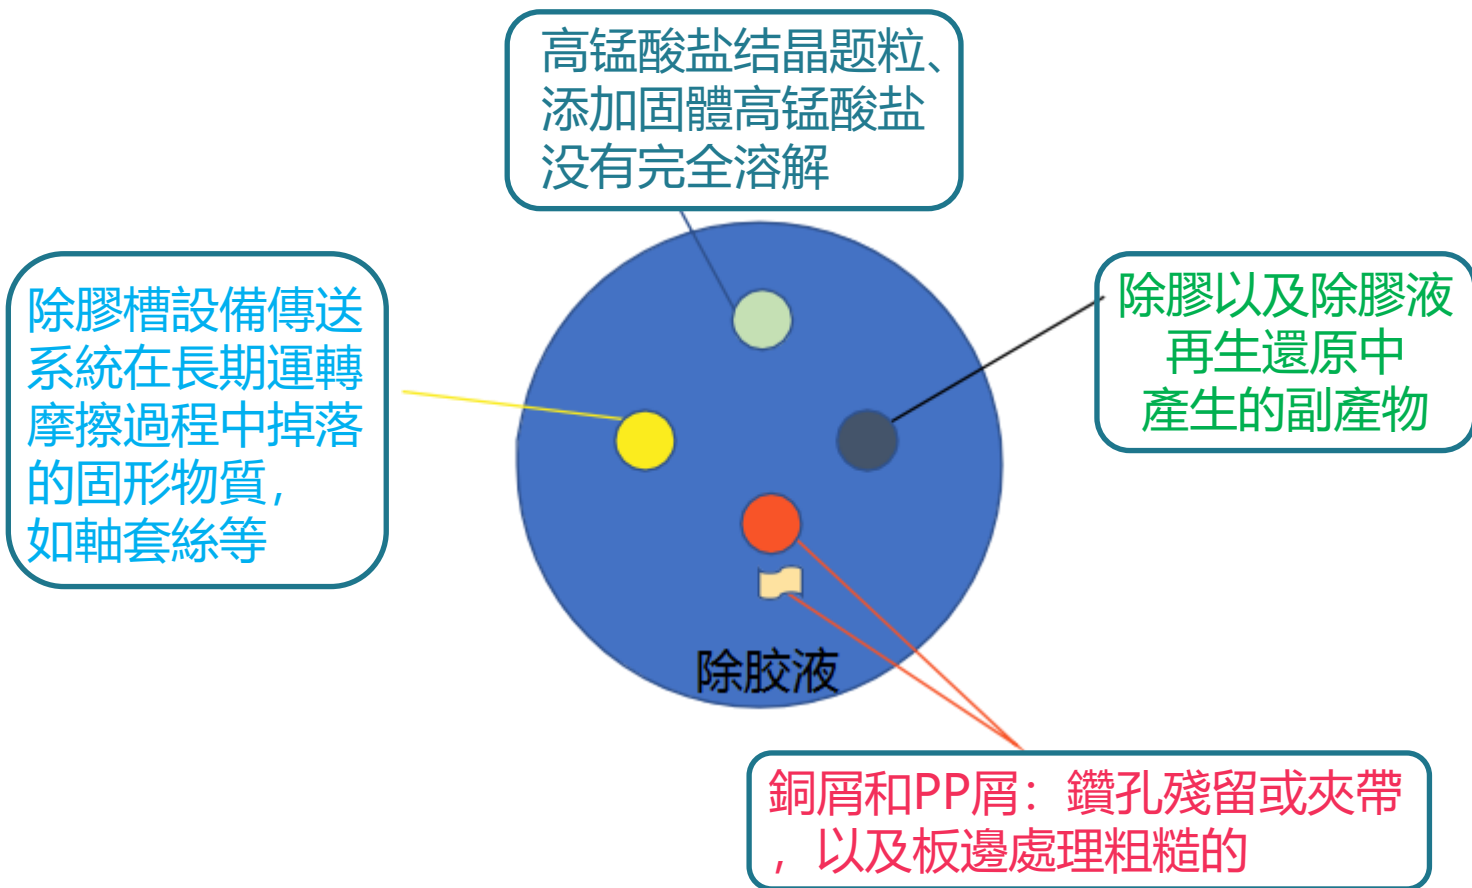 高锰酸盐结晶题粒、
添加固體高锰酸盐
没有完全溶解
除膠槽設備傳送
系統在長期運轉
摩擦過程中掉落
的固形物質，
如軸套絲等
除膠以及除膠液
再生還原中
產生的副產物
除胶液
銅屑和PP屑：鑽孔殘留或夾帶
，以及板邊處理粗糙的